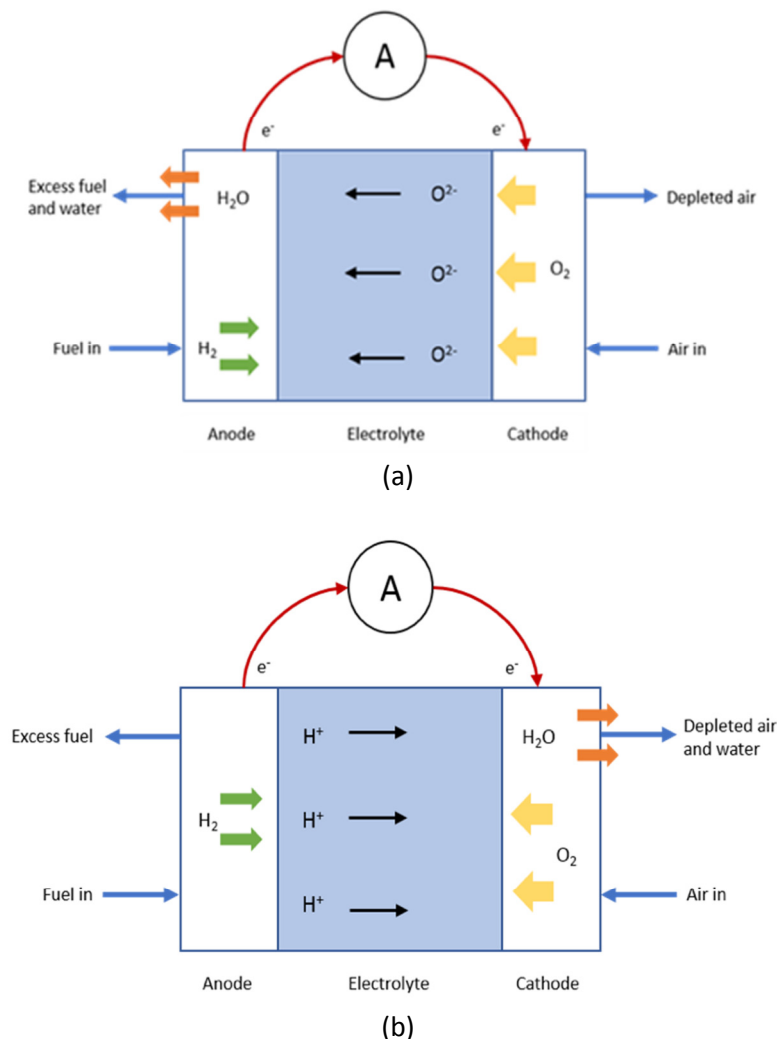 A
e⁻ e⁻
Excess fuel
and water
H₂O
O²⁻
Depleted air
O²⁻
O₂
Fuel in
H₂
O²⁻
Air in
Anode Electrolyte Cathode
(a)
A
e⁻ e⁻
Excess fuel
H⁺
H₂O
Depleted air
and water
H₂
H⁺
O₂
Fuel in
H⁺
Air in
Anode Electrolyte Cathode
(b)